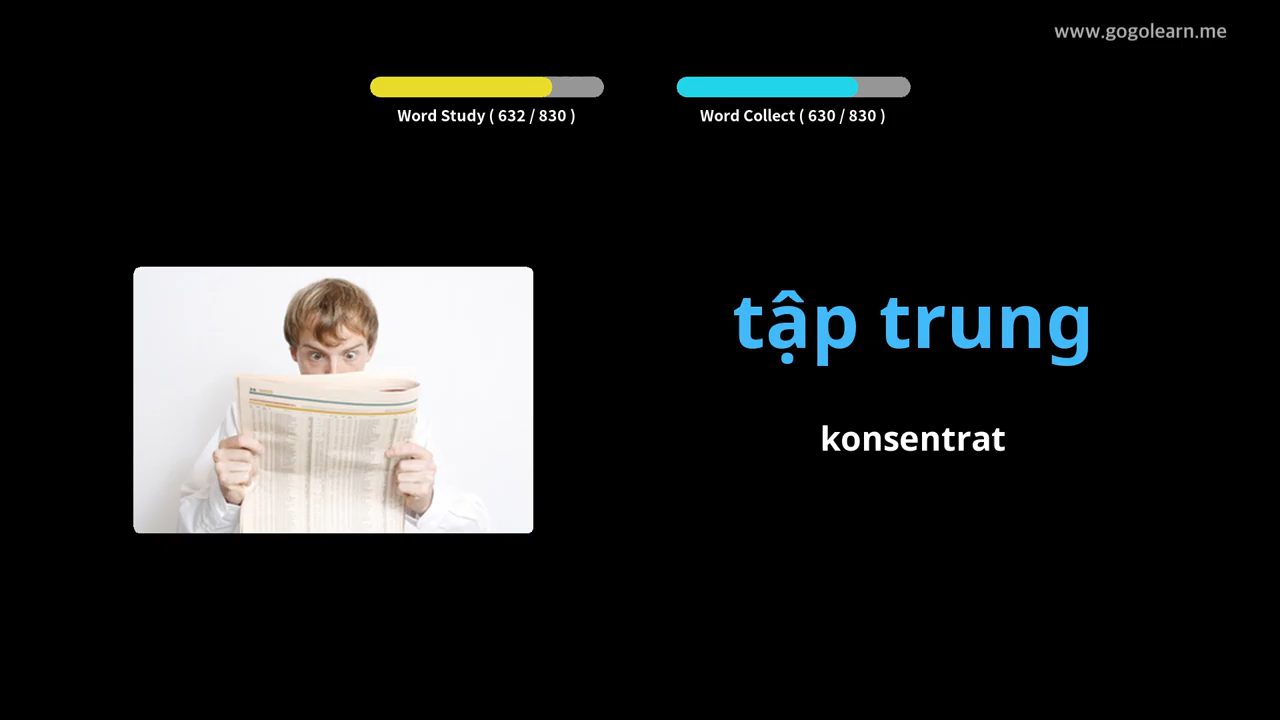 www.gogolearn.me
Word Study ( 632 / 830 )
Word Collect ( 630 / 830 )
tập trung
konsentrat